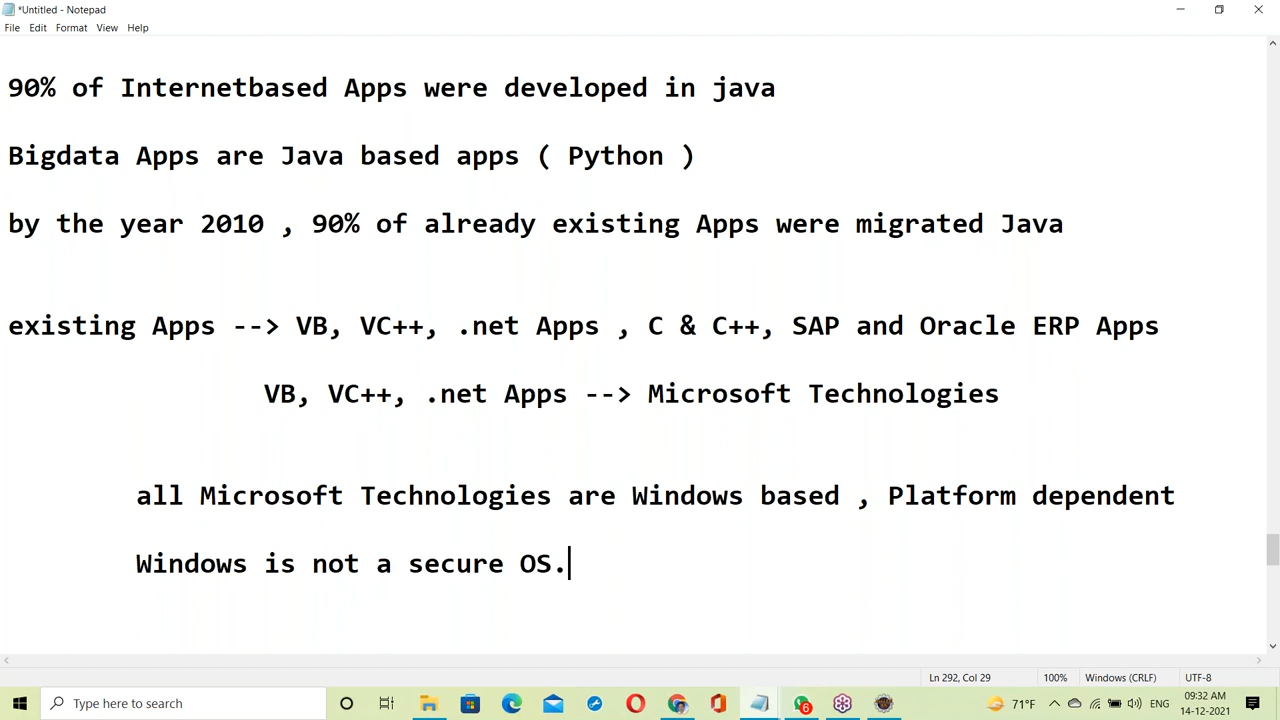 *Untitled - Notepad
File Edit Format View Help
90% of Internetbased Apps were developed in java
Bigdata Apps are Java based apps ( Python )
by the year 2010 , 90% of already existing Apps were migrated Java
existing Apps --> VB, VC++, .net Apps , C & C++, SAP and Oracle ERP Apps
VB, VC++, .net Apps --> Microsoft Technologies
all Microsoft Technologies are Windows based , Platform dependent
Windows is not a secure OS.
Ln 292, Col 29 100% Windows (CRLF) UTF-8
Type here to search 6 71°F ENG 09:32 AM
14-12-2021